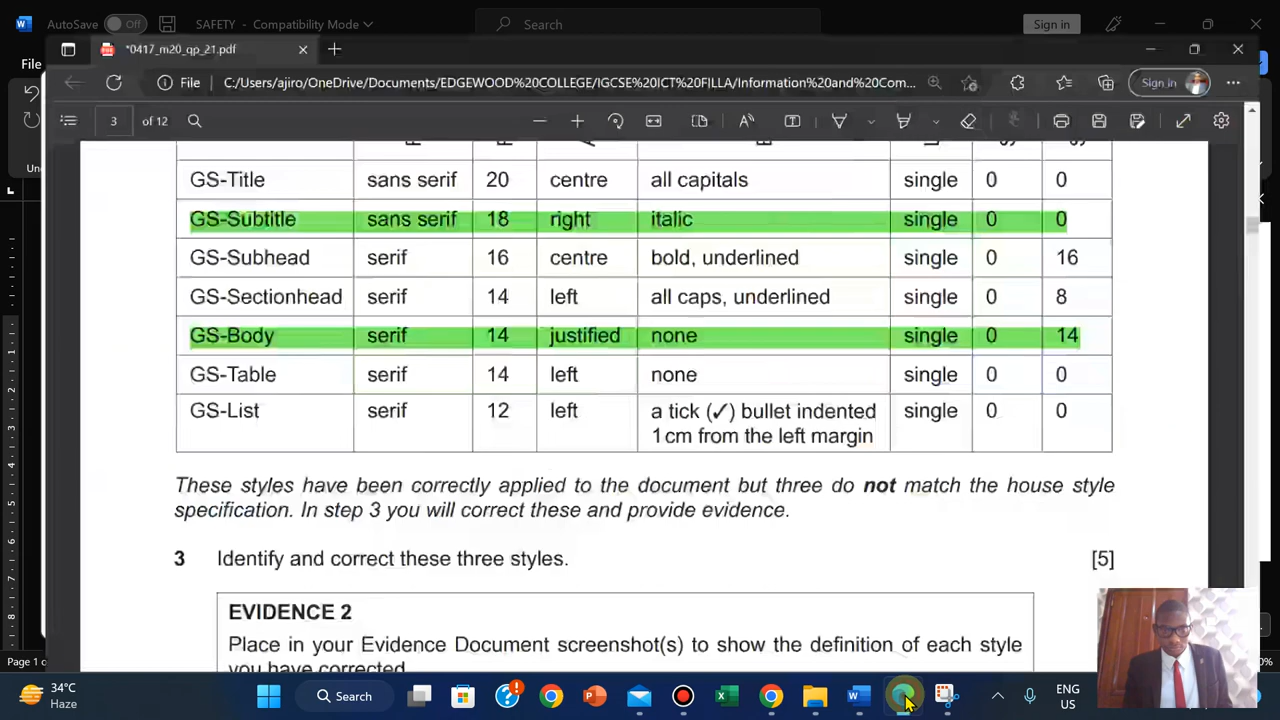 AutoSave Off SAFETY - Compatibility Mode Search Sign in
*0417_m20_qp_21.pdf
File
File C:/Users/ajiro/OneDrive/Documents/EDGEWOOD%20COLLEGE/IGCSE%20ICT%20FILLA/Information%20and%20Com... Sign in
3 of 12
GS-Title sans serif 20 centre all capitals single 0 0
GS-Subtitle sans serif 18 right italic single 0 0
GS-Subhead serif 16 centre bold, underlined single 0 16
GS-Sectionhead serif 14 left all caps, underlined single 0 8
GS-Body serif 14 justified none single 0 14
GS-Table serif 14 left none single 0 0
GS-List serif 12 left a tick (✓) bullet indented single 0 0
1 cm from the left margin
These styles have been correctly applied to the document but three do not match the house style
specification. In step 3 you will correct these and provide evidence.
3 Identify and correct these three styles. [5]
EVIDENCE 2
Place in your Evidence Document screenshot(s) to show the definition of each style
you have corrected
Page 1 o
34°C
Haze
Search
ENG
US